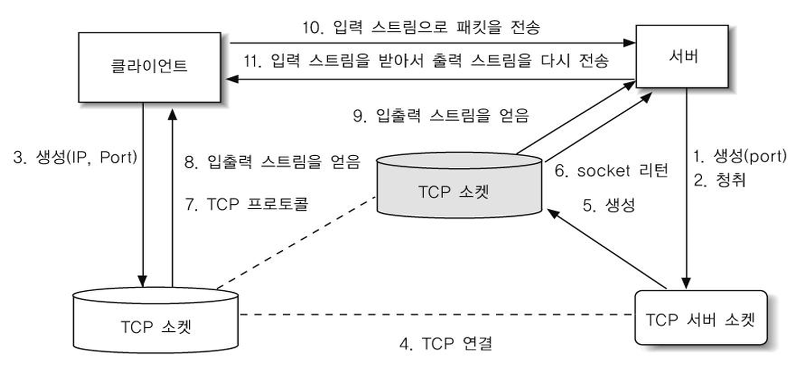 10. 입력 스트림으로 패킷을 전송
클라이언트
11. 입력 스트림을 받아서 출력 스트림을 다시 전송
서버
9. 입출력 스트림을 얻음
3. 생성(IP, Port)
8. 입출력 스트림을 얻음
7. TCP 프로토콜
TCP 소켓
6. socket 리턴
5. 생성
1. 생성(port)
2. 청취
TCP 소켓
TCP 서버 소켓
4. TCP 연결